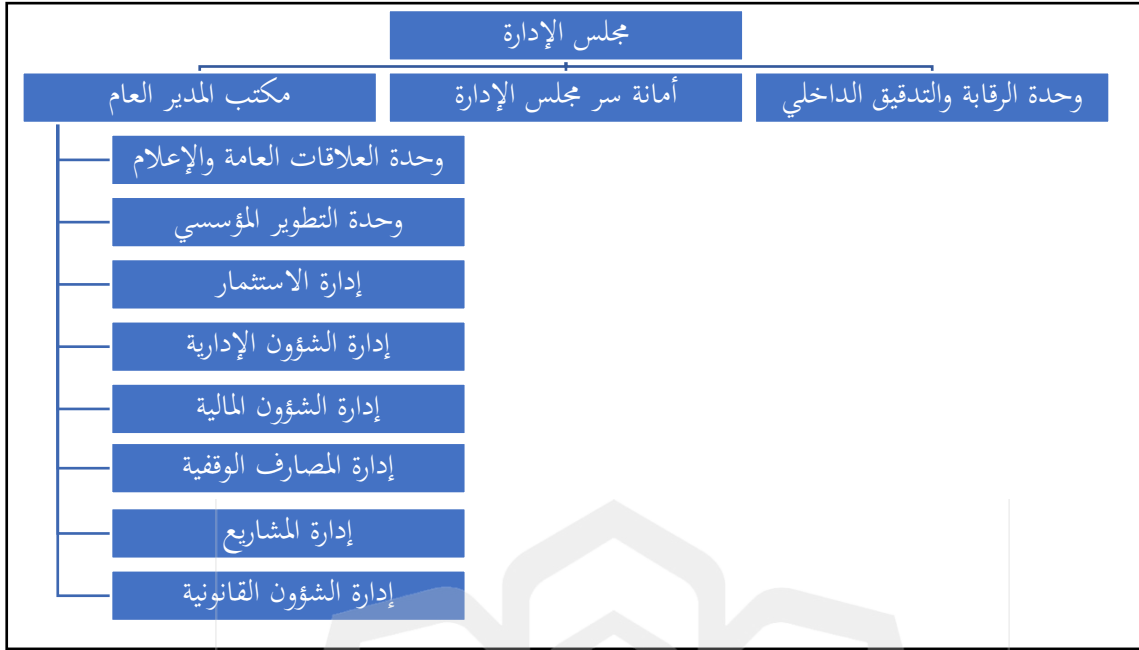 مجلس الإدارة
وحدة الرقابة والتدقيق الداخلي
أمانة سر مجلس الإدارة
مكتب المدير العام
وحدة العلاقات العامة والإعلام
وحدة التطوير المؤسسي
إدارة الاستثمار
إدارة الشؤون الإدارية
إدارة الشؤون المالية
إدارة المصارف الوقفية
إدارة المشاريع
إدارة الشؤون القانونية